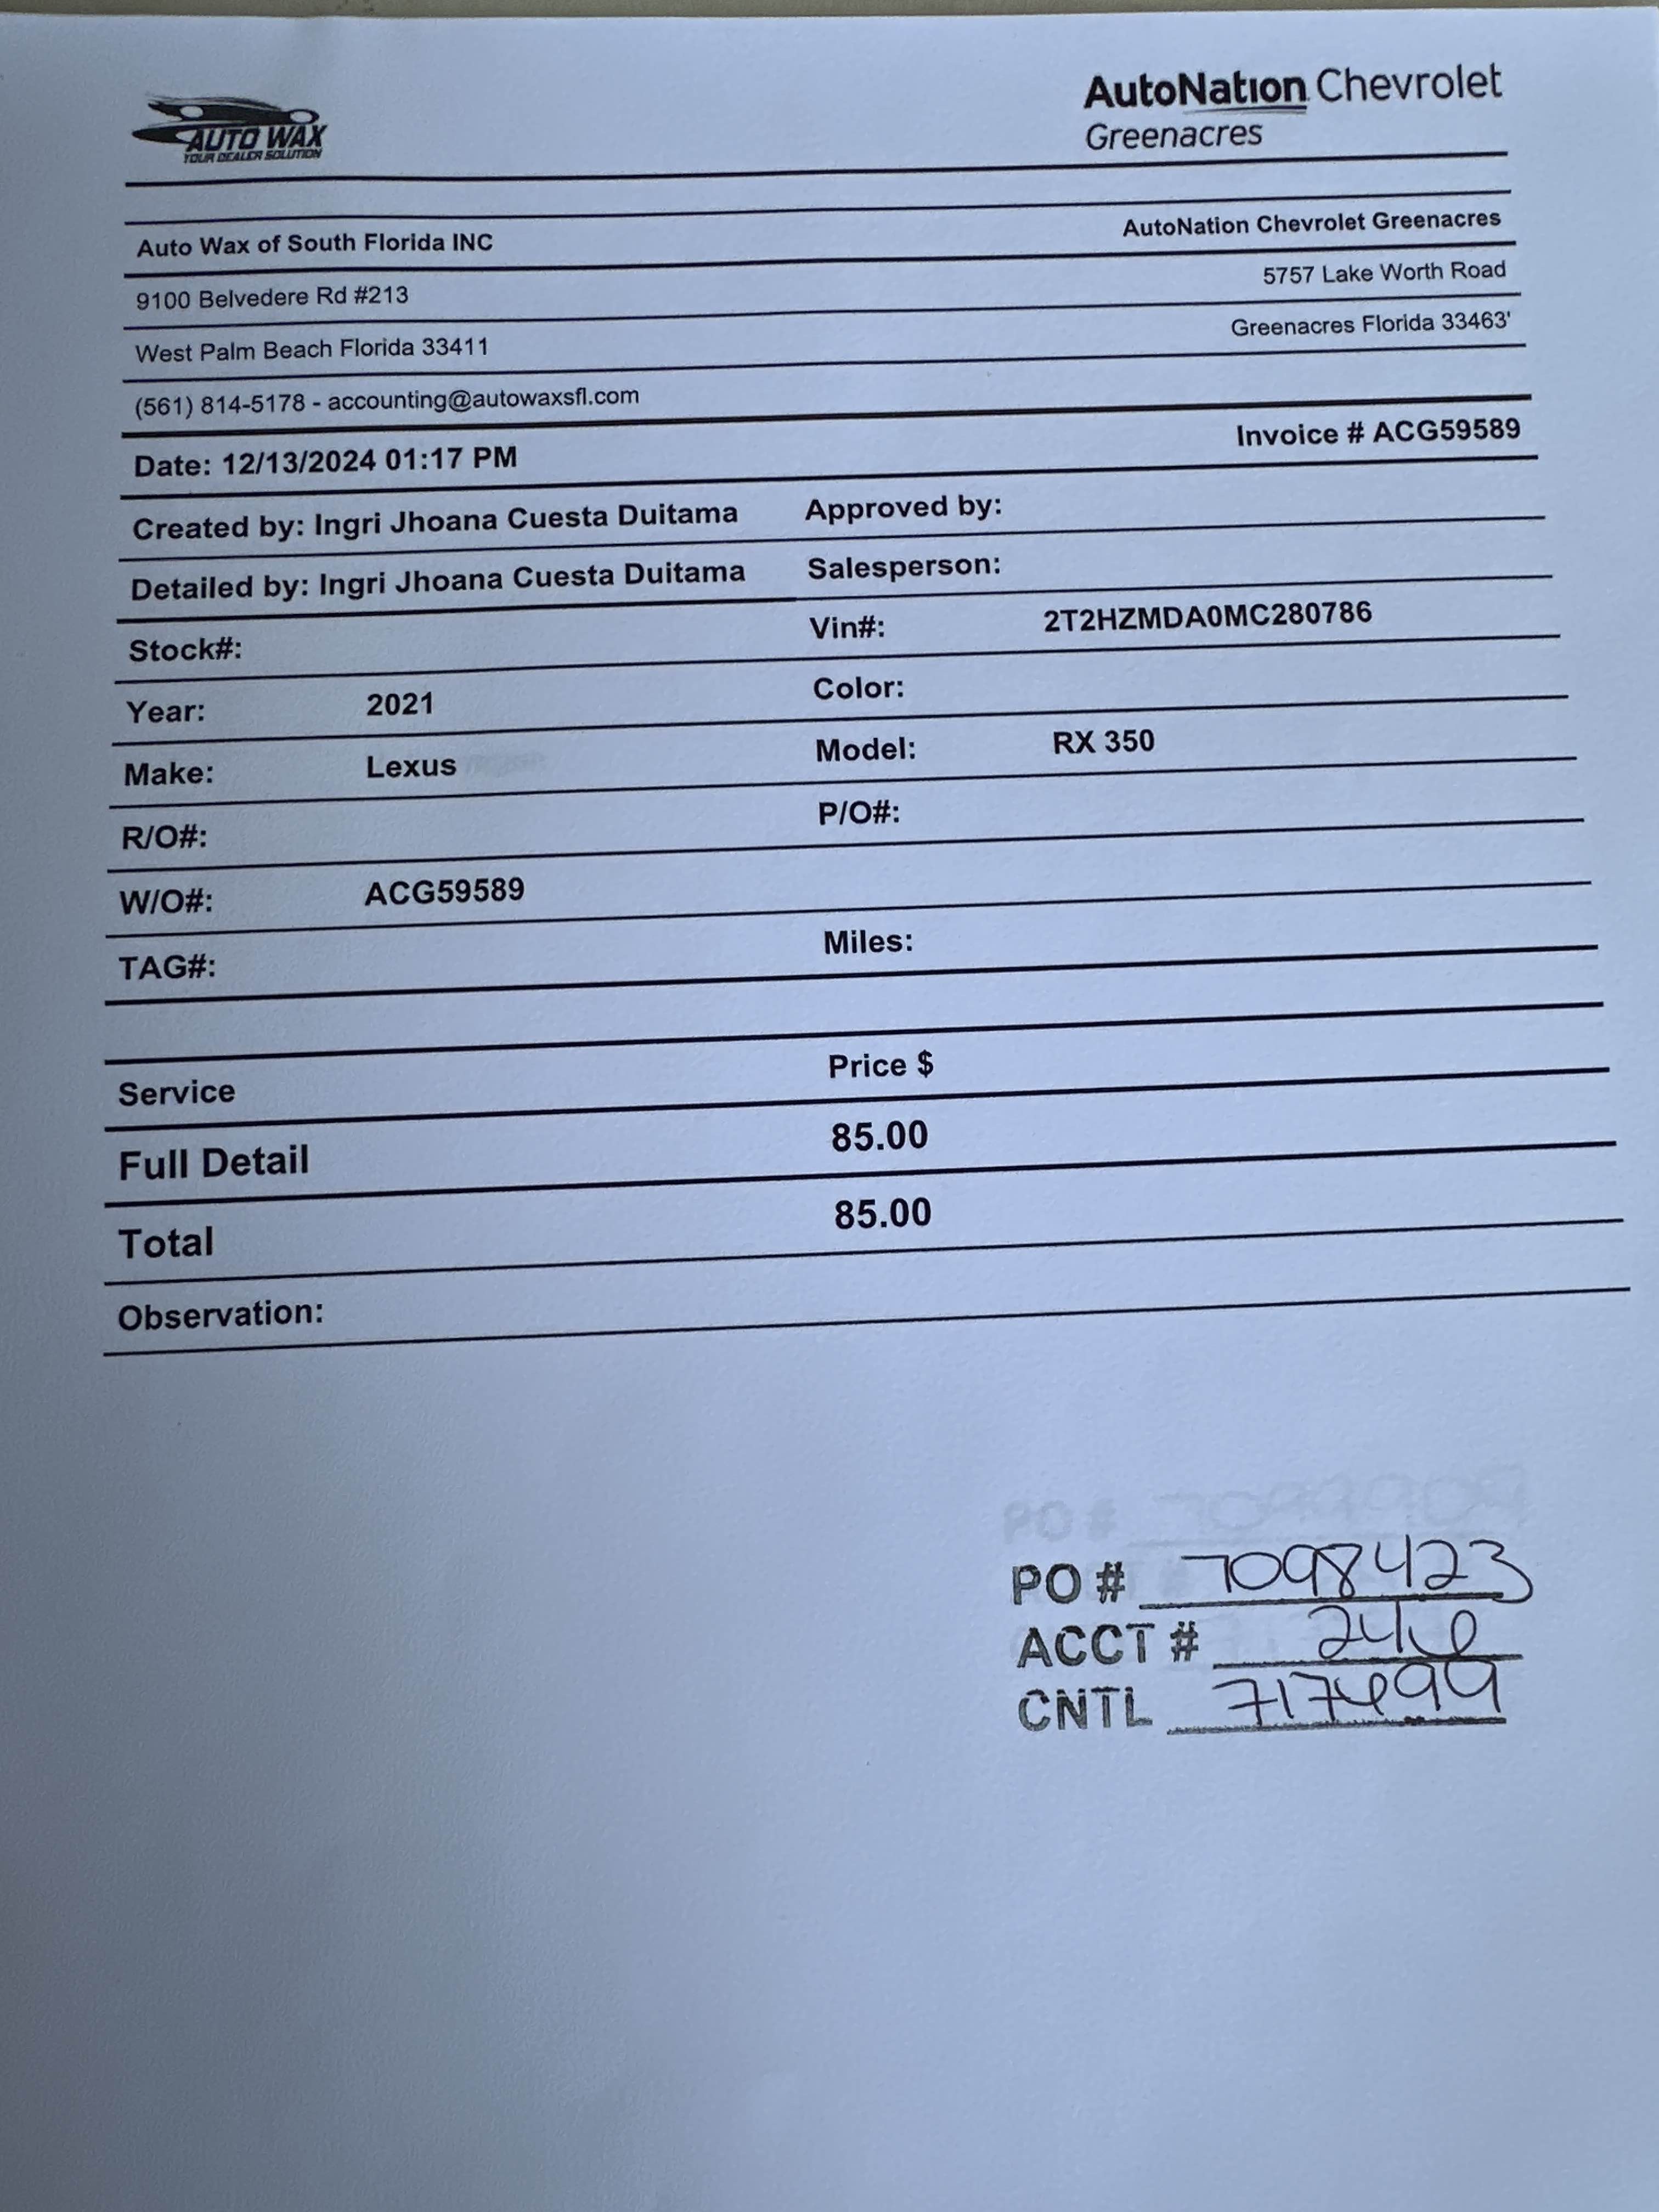 AUTO WAX
YOUR DEALER SOLUTION
AutoNation Chevrolet
Greenacres
Auto Wax of South Florida INC
AutoNation Chevrolet Greenacres
9100 Belvedere Rd #213
5757 Lake Worth Road
West Palm Beach Florida 33411
Greenacres Florida 33463'
(561) 814-5178 - accounting@autowaxsfl.com
Date: 12/13/2024 01:17 PM
Invoice # ACG59589
Created by: Ingri Jhoana Cuesta Duitama Approved by:
Detailed by: Ingri Jhoana Cuesta Duitama Salesperson:
Stock#: Vin#: 2T2HZMDA0MC280786
Year: 2021 Color:
Make: Lexus Model: RX 350
R/O#: P/O#:
W/O#: ACG59589
TAG#: Miles:
Service Price $
Full Detail 85.00
Total 85.00
Observation:
PO #
PO # 7098423
ACCT # 246
CNTL